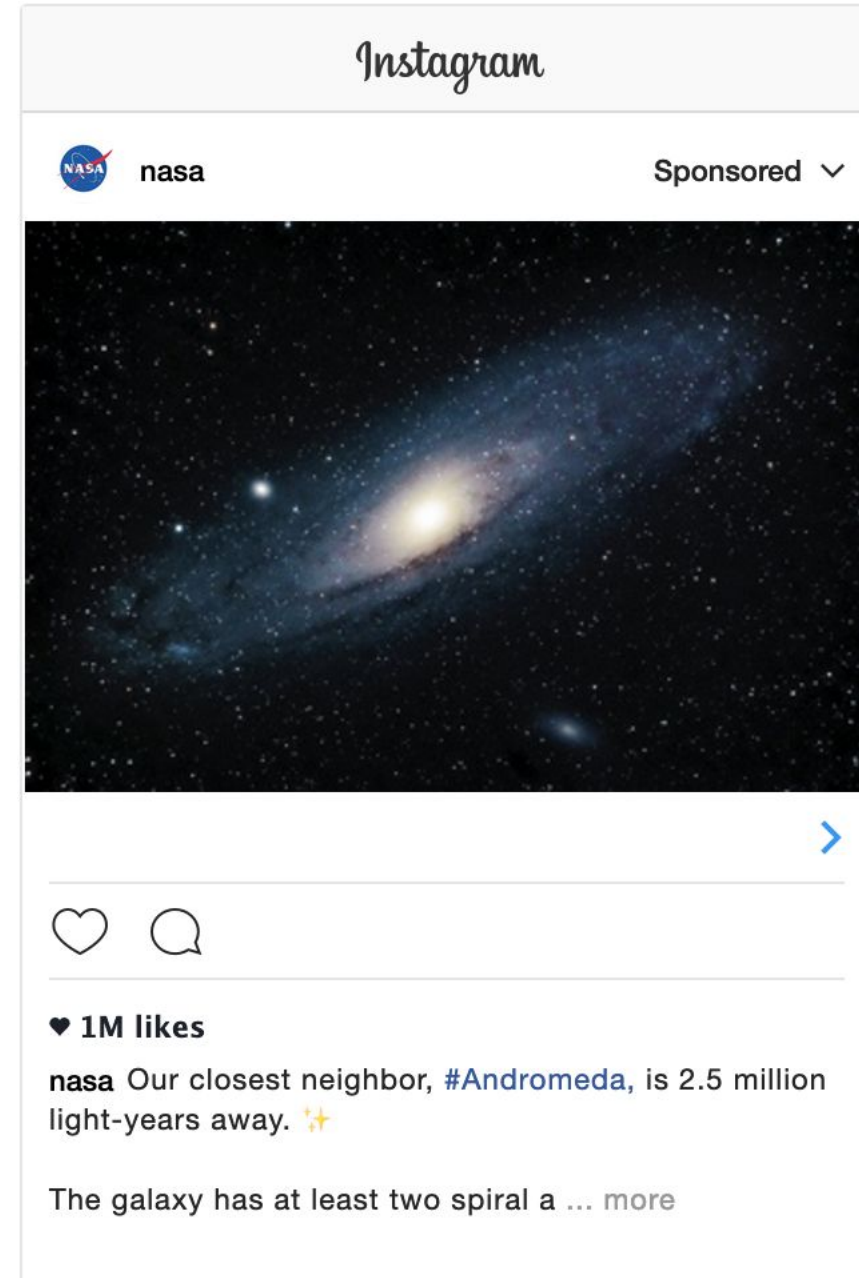 Instagram
NASA
nasa Sponsored
1M likes
nasa Our closest neighbor, #Andromeda, is 2.5 million
light-years away. ✨
The galaxy has at least two spiral a ... more